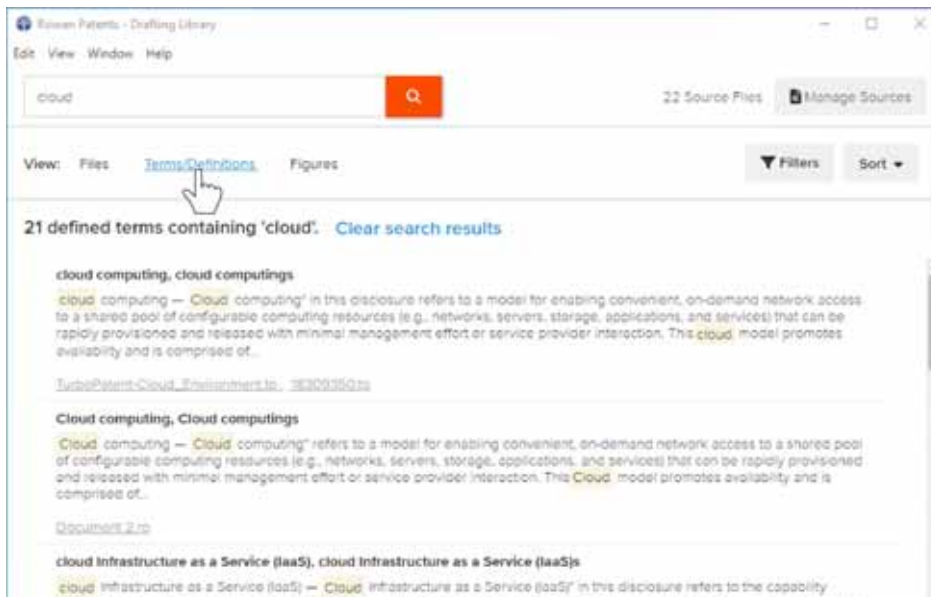 Rowan Patents - Drafting Library
Edit View Window Help
cloud
22 Source Files Manage Sources
View: Files Terms/Definitions Figures Filters Sort
21 defined terms containing 'cloud'. Clear search results
cloud computing, cloud computings
cloud computing — Cloud computing" in this disclosure refers to a model for enabling convenient, on-demand network access
to a shared pool of configurable computing resources (e.g., networks, servers, storage, applications, and services) that can be
rapidly provisioned and released with minimal management effort or service provider interaction. This cloud model promotes
availability and is comprised of...
TurboPatent-Cloud_Environment.tp, 16309350.tp
Cloud computing, Cloud computings
Cloud computing — Cloud computing" refers to a model for enabling convenient, on-demand network access to a shared pool
of configurable computing resources (e.g., networks, servers, storage, applications, and services) that can be rapidly provisioned
and released with minimal management effort or service provider interaction. This Cloud model promotes availability and is
comprised of...
Document 2.rp
cloud Infrastructure as a Service (IaaS), cloud Infrastructure as a Service (IaaS)s
cloud Infrastructure as a Service (IaaS) — Cloud Infrastructure as a Service (IaaS)" in this disclosure refers to the capability